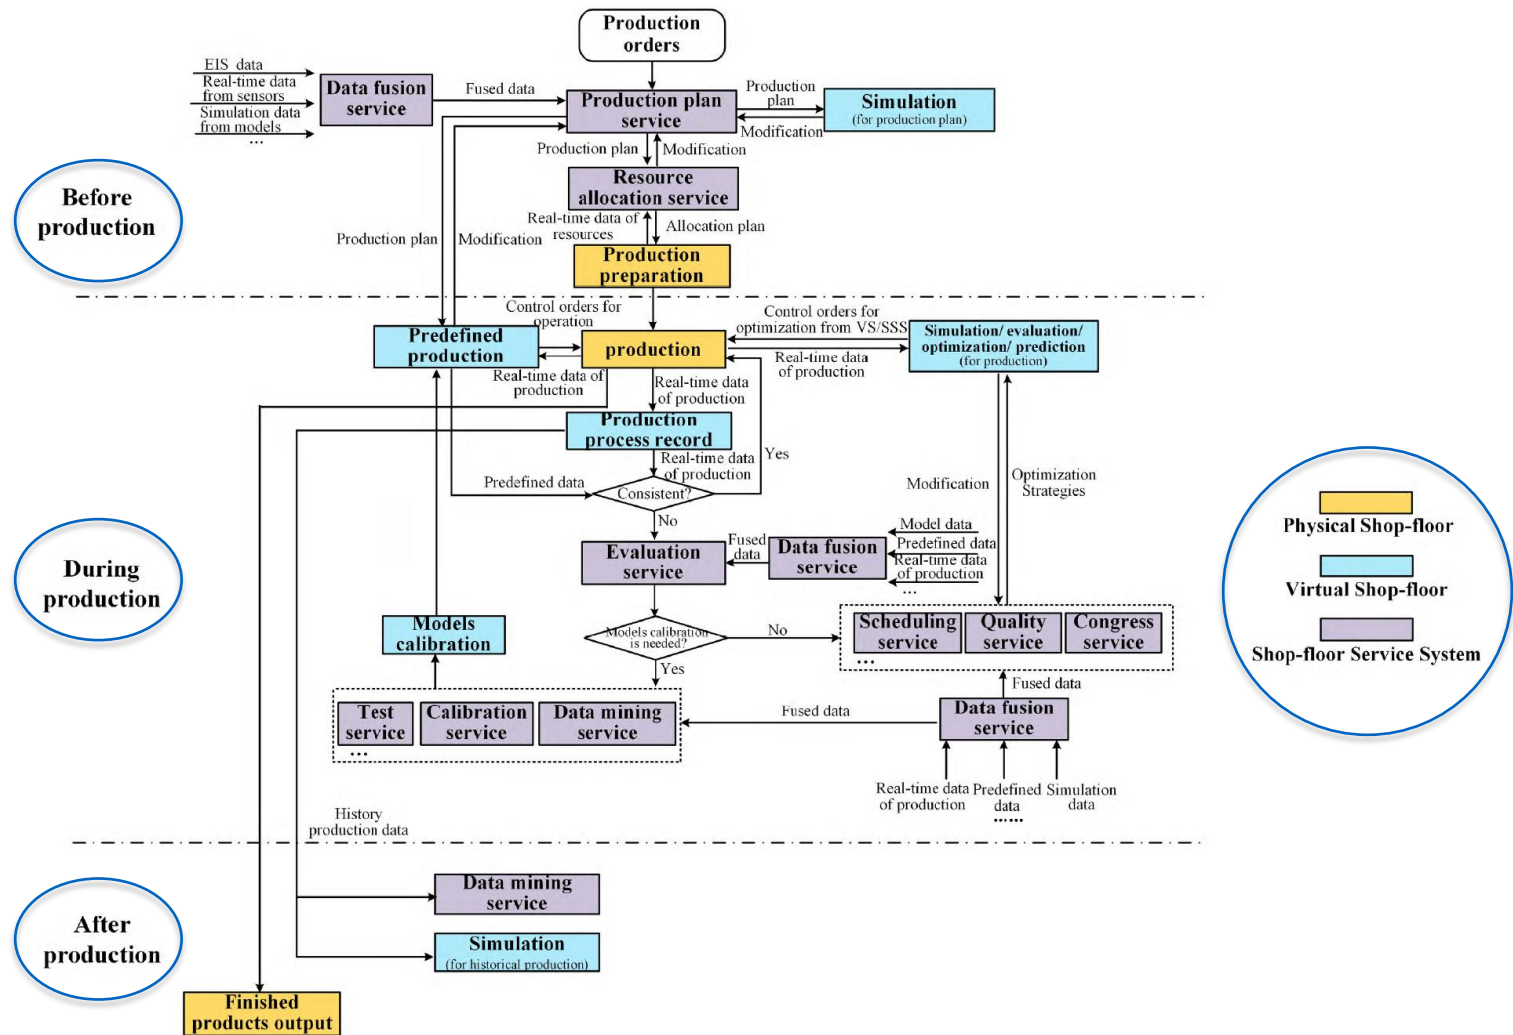 Production
orders
EIS data
Real-time data
from sensors
Simulation data
from models
...
Data fusion
service
Fused data
Production plan
service
Production
plan
Modification
Simulation
(for production plan)
Production plan
Modification
Resource
allocation service
Real-time data of
resources
Allocation plan
Production
preparation
Production plan
Modification
Before
production
Control orders for
operation
Control orders for
optimization from VS/SSS
Predefined
production
production
Simulation/ evaluation/
optimization/ prediction
(for production)
Real-time data of
production
Real-time data
of production
Real-time data
of production
Production
process record
Real-time data
of production
Yes
Predefined data
Consistent?
No
Modification
Optimization
Strategies
Evaluation
service
Fused
data
Data fusion
service
Model data
Predefined data
Real-time data
of production
...
During
production
Models
calibration
Models calibration
is needed?
No
Yes
Scheduling
service
Quality
service
Congress
service
...
Fused data
Test
service
Calibration
service
Data mining
service
...
Fused data
Data fusion
service
Real-time data
of production
Predefined
data
Simulation
data
......
History
production data
After
production
Data mining
service
Simulation
(for historical production)
Finished
products output
Physical Shop-floor
Virtual Shop-floor
Shop-floor Service System